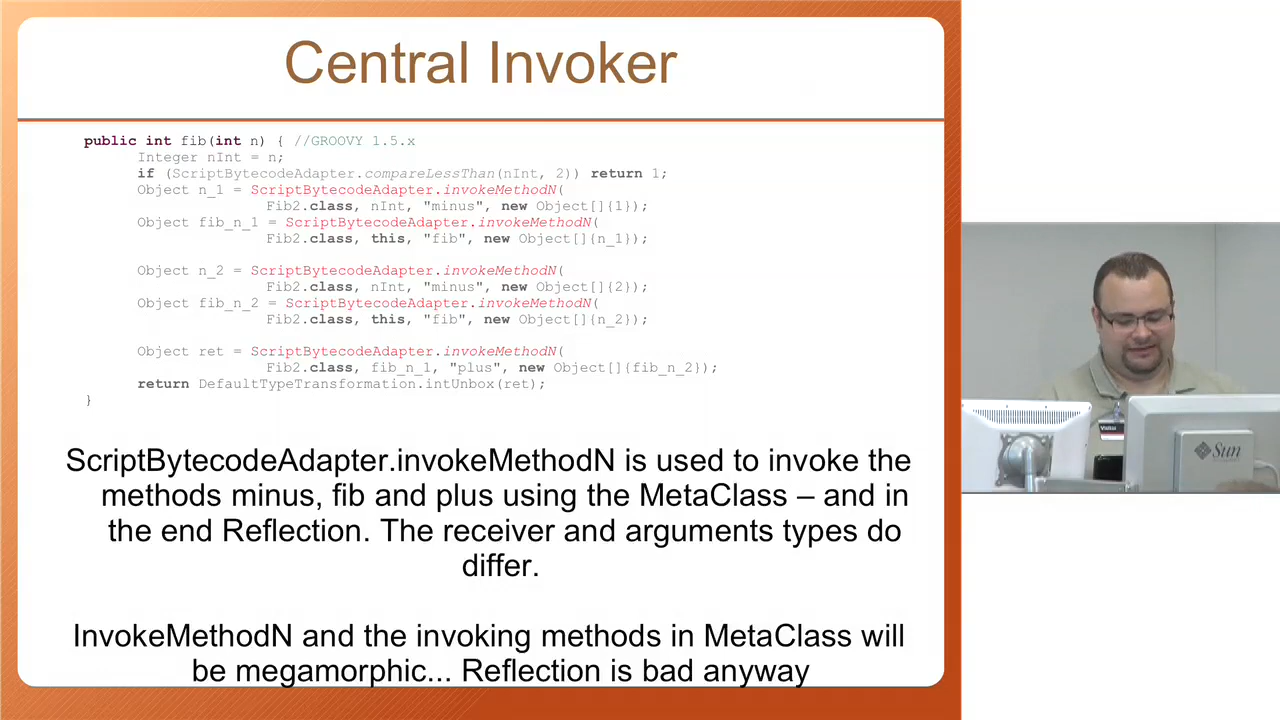 Central Invoker
public int fib(int n) { //GROOVY 1.5.x
Integer nInt = n;
if (ScriptBytecodeAdapter.compareLessThan(nInt, 2)) return 1;
Object n_1 = ScriptBytecodeAdapter.invokeMethodN(
Fib2.class, nInt, "minus", new Object[]{1});
Object fib_n_1 = ScriptBytecodeAdapter.invokeMethodN(
Fib2.class, this, "fib", new Object[]{n_1});
Object n_2 = ScriptBytecodeAdapter.invokeMethodN(
Fib2.class, nInt, "minus", new Object[]{2});
Object fib_n_2 = ScriptBytecodeAdapter.invokeMethodN(
Fib2.class, this, "fib", new Object[]{n_2});
Object ret = ScriptBytecodeAdapter.invokeMethodN(
Fib2.class, fib_n_1, "plus", new Object[]{fib_n_2});
return DefaultTypeTransformation.intUnbox(ret);
}
ScriptBytecodeAdapter.invokeMethodN is used to invoke the
methods minus, fib and plus using the MetaClass – and in
the end Reflection. The receiver and arguments types do
differ.
InvokeMethodN and the invoking methods in MetaClass will
be megamorphic... Reflection is bad anyway
Visitor
Sun